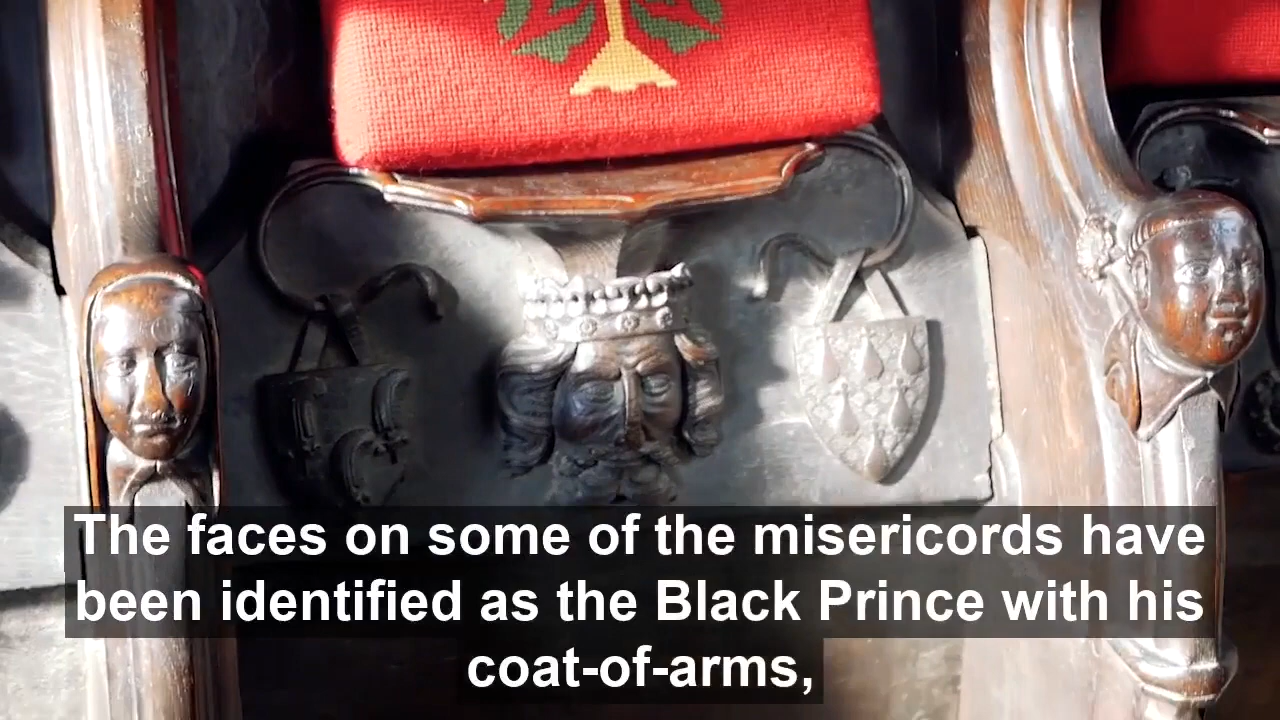 The faces on some of the misericords have
been identified as the Black Prince with his
coat-of-arms,